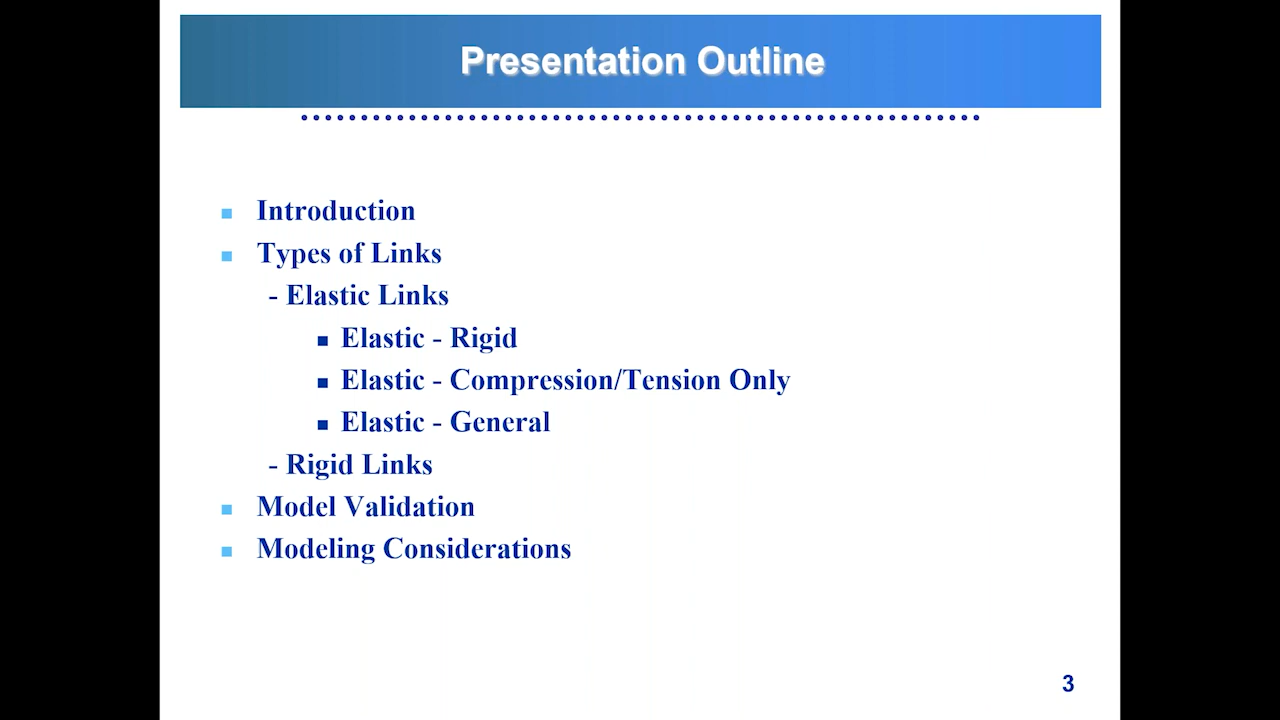 Presentation Outline
Introduction
Types of Links
- Elastic Links
Elastic - Rigid
Elastic - Compression/Tension Only
Elastic - General
- Rigid Links
Model Validation
Modeling Considerations
3